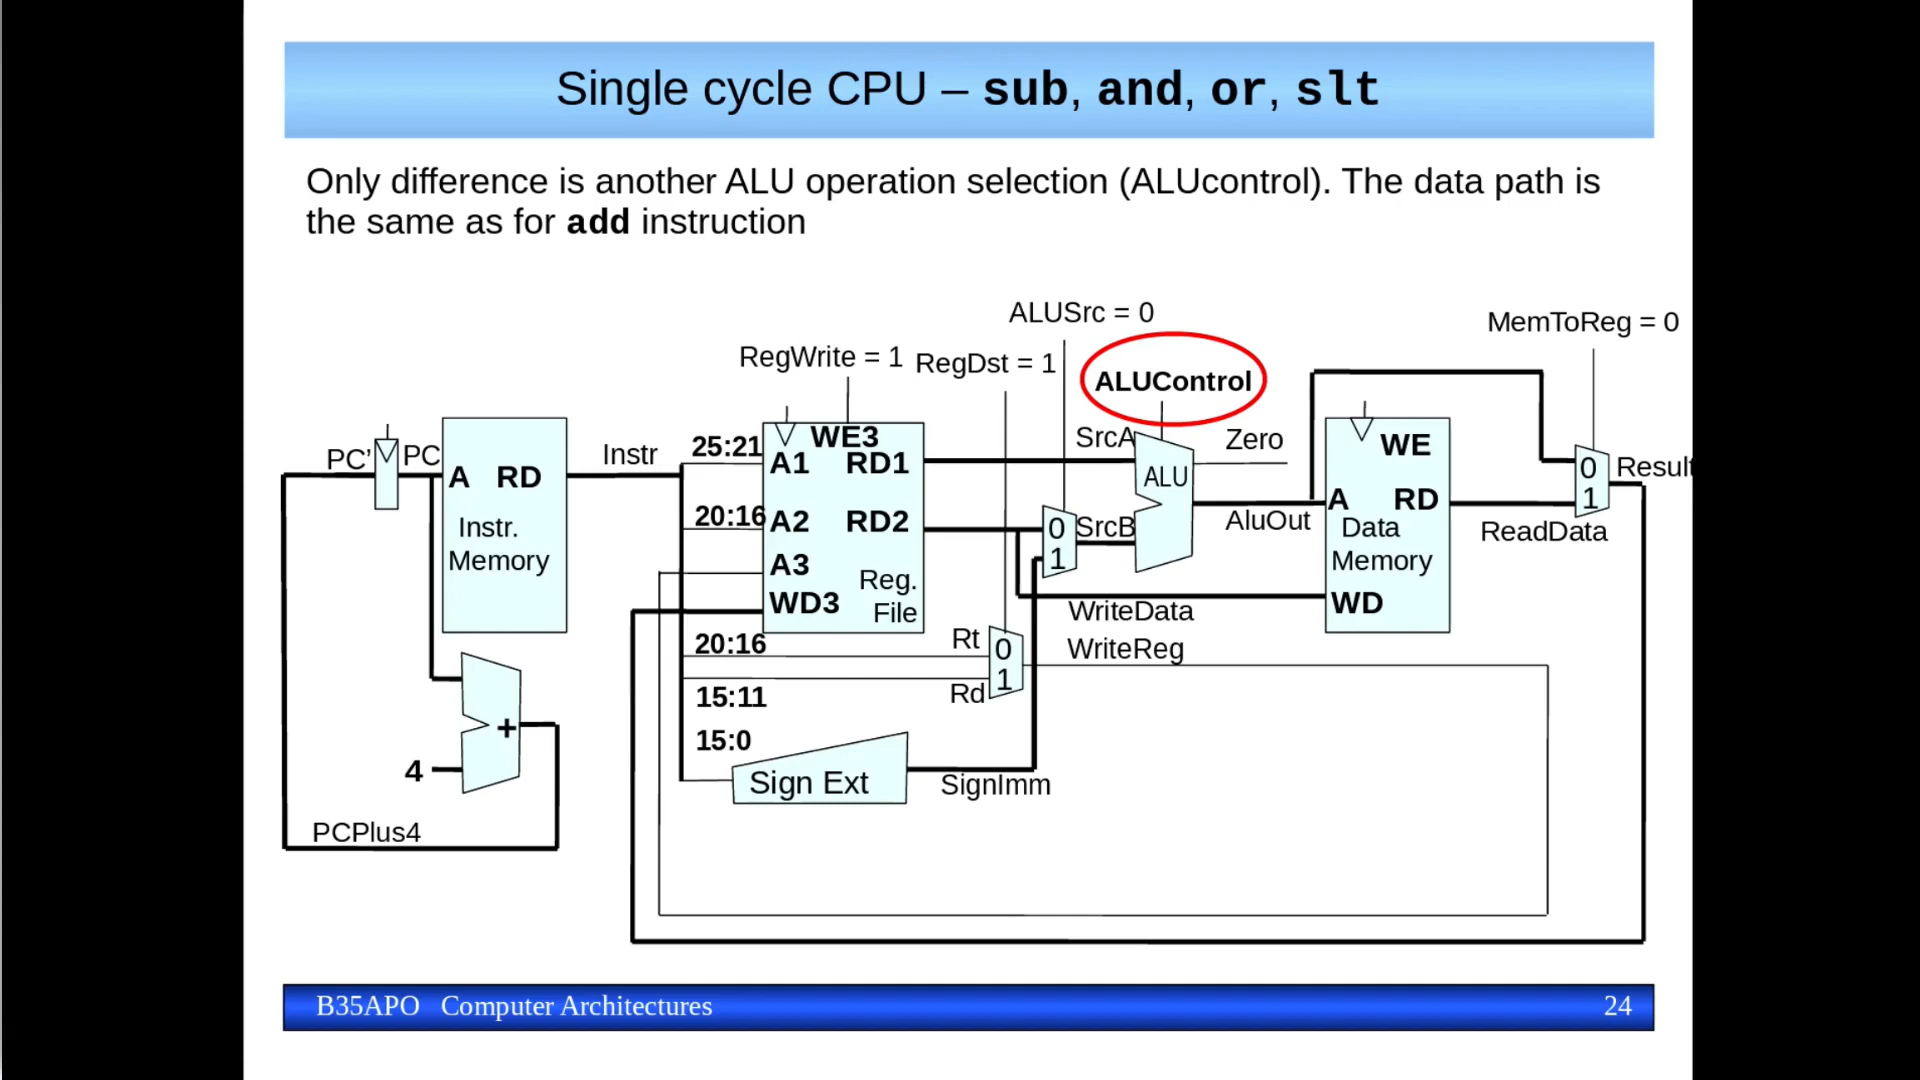 Single cycle CPU – sub, and, or, slt
Only difference is another ALU operation selection (ALUcontrol). The data path is
the same as for add instruction
ALUSrc = 0
MemToReg = 0
RegWrite = 1
RegDst = 1
ALUControl
PC’
PC
A RD
Instr.
Memory
Instr
25:21
20:16
WE3
A1 RD1
A2 RD2
A3
WD3
Reg.
File
SrcA
SrcB
0
1
ALU
Zero
AluOut
WE
A RD
Data
Memory
WD
0
1
Result
ReadData
WriteData
WriteReg
20:16
Rt
0
1
Rd
15:11
15:0
Sign Ext
SignImm
+
4
PCPlus4
B35APO Computer Architectures
24